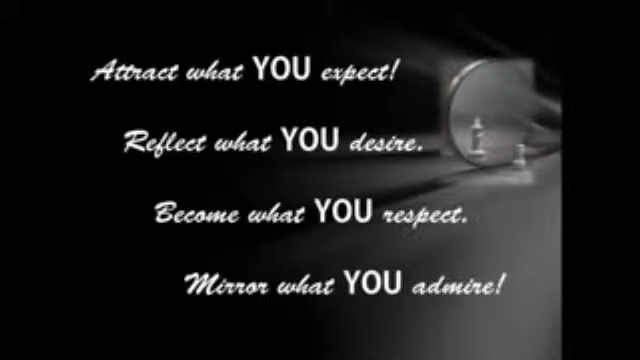 Attract what YOU expect!
Reflect what YOU desire.
Become what YOU respect.
Mirror what YOU admire!